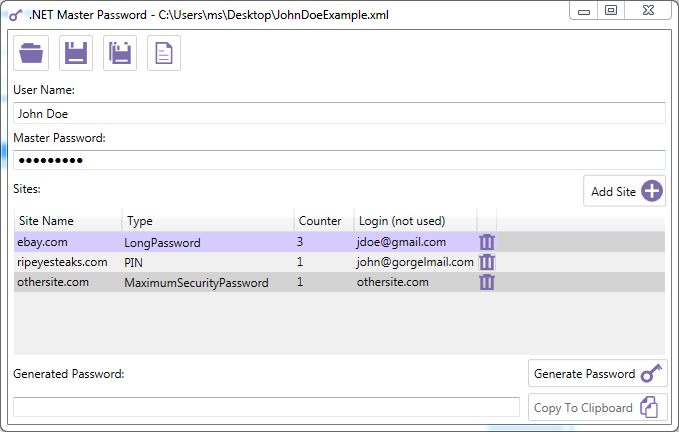 .NET Master Password - C:\Users\ms\Desktop\JohnDoeExample.xml
User Name:
John Doe
Master Password:
●●●●●●●●●
Sites:
Add Site
Site Name Type Counter Login (not used)
ebay.com LongPassword 3 jdoe@gmail.com
ripeyesteaks.com PIN 1 john@gorgelmail.com
othersite.com MaximumSecurityPassword 1 othersite.com
Generated Password:
Generate Password
Copy To Clipboard